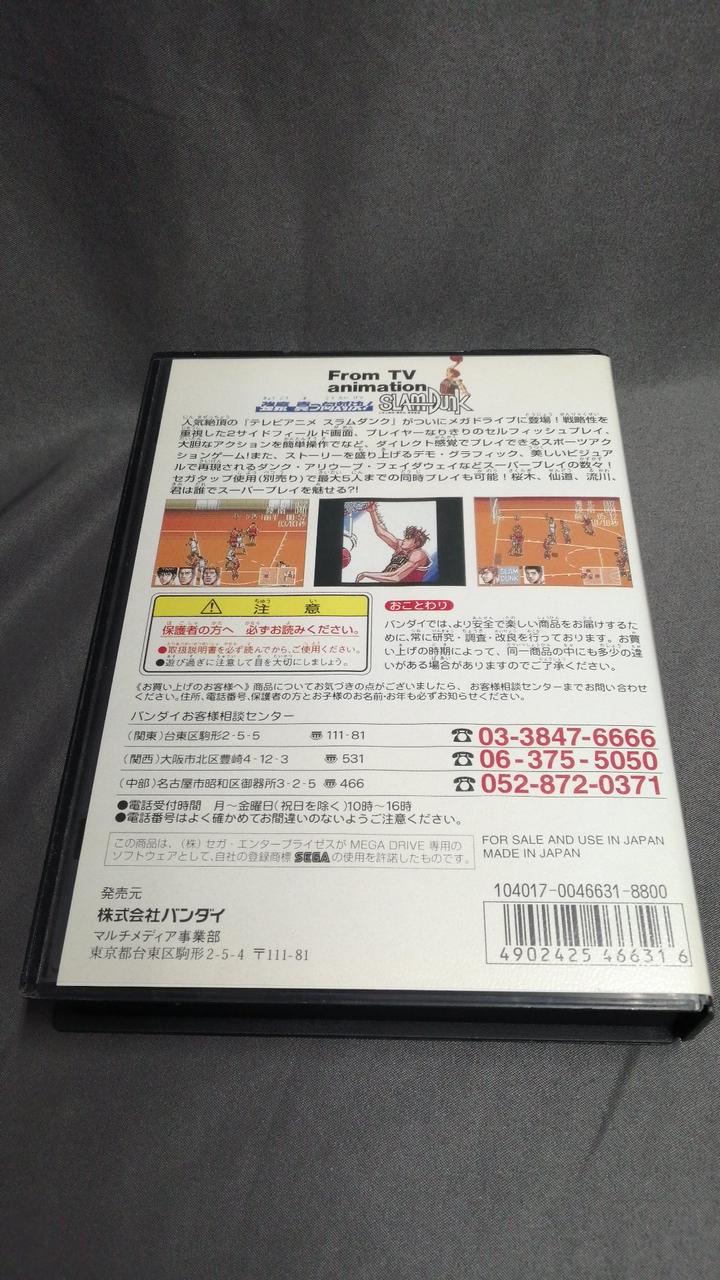 From TV
animation
強豪真っ向対決! SLAM DUNK
人気絶頂の『テレビアニメ スラムダンク』がついにメガドライブに登場!戦略性を
重視した2サイドフィールド画面、プレイヤーなりきりのセルフィッシュプレイ、
大胆なアクションを簡単操作でなど、ダイレクト感覚でプレイできるスポーツアク
ションゲーム!また、ストーリーを盛り上げるデモ・グラフィック、美しいビジュア
ルで再現されるダンク・アリウープ・フェイダウェイなどスーパープレイの数々!
セガタップ使用(別売り)で最大5人までの同時プレイも可能!桜木、仙道、流川、
君は誰でスーパープレイを魅せる?!
SLAM
DUNK
注意
保護者の方へ 必ずお読みください。
●取扱説明書を必ず読んでから、ご使用ください。
●遊び過ぎに注意して目を大切にしましょう。
おことわり
バンダイでは、より安全で楽しい商品をお届けするた
めに、常に研究・調査・改良を行っております。お買
い上げの時期によって、同一商品の中にも多少の違
いがある場合がありますのでご了承ください。
《お買い上げのお客様へ》商品についてお気づきの点がございましたら、お客様相談センターまでお問い合わせ
ください。住所、電話番号、保護者の方とお子様のお名前・お年も必ずお知らせください。
バンダイお客様相談センター
(関東)台東区駒形2-5-5 〠111-81 ☎03-3847-6666
(関西)大阪市北区豊崎4-12-3 〠531 ☎06-375-5050
(中部)名古屋市昭和区御器所3-2-5 〠466 ☎052-872-0371
●電話受付時間 月〜金曜日(祝日を除く)10時〜16時
●電話番号はよく確かめてお間違いのないようご注意ください。
この商品は、(株)セガ・エンタープライゼスがMEGA DRIVE 専用の
ソフトウェアとして、自社の登録商標 SEGA の使用を許諾したものです。
FOR SALE AND USE IN JAPAN
MADE IN JAPAN
発売元
株式会社バンダイ
マルチメディア事業部
東京都台東区駒形2-5-4 〒111-81
104017-0046631-8800
4902425 46631 6